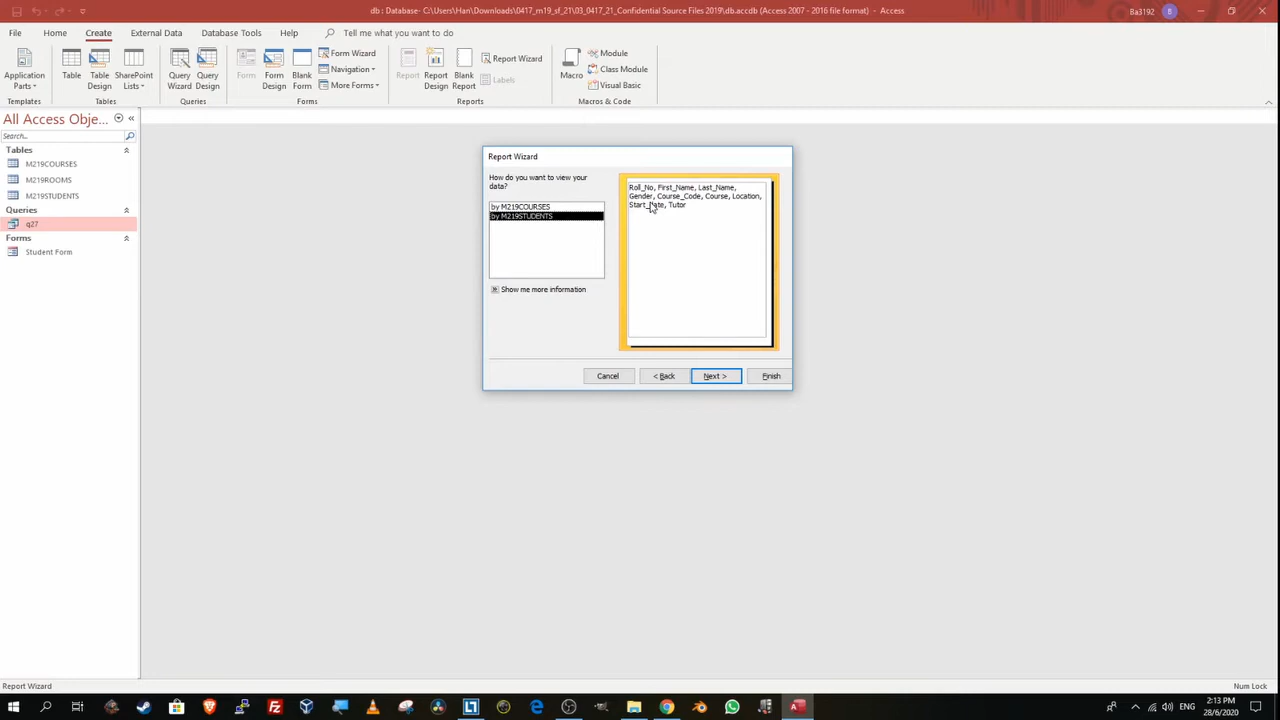 db : Database- C:\Users\Han\Downloads\0417_m19_sf_21\03_0417_21_Confidential Source Files 2019\db.accdb (Access 2007 - 2016 file format) - Access
Ba3192 B
File Home Create External Data Database Tools Help Tell me what you want to do
Application Parts
Table
Table Design
SharePoint Lists
Query Wizard
Query Design
Form
Form Design
Blank Form
Form Wizard
Navigation
More Forms
Report
Report Design
Blank Report
Report Wizard
Labels
Macro
Module
Class Module
Visual Basic
Templates Tables Queries Forms Reports Macros & Code
All Access Obje...
Search...
Tables
M219COURSES
M219ROOMS
M219STUDENTS
Queries
q27
Forms
Student Form
Report Wizard
How do you want to view your
data?
by M219COURSES
by M219STUDENTS
Show me more information
Roll_No, First_Name, Last_Name,
Gender, Course_Code, Course, Location,
Start_Date, Tutor
Cancel < Back Next > Finish
Report Wizard
Num Lock
ENG
2:13 PM
28/6/2020